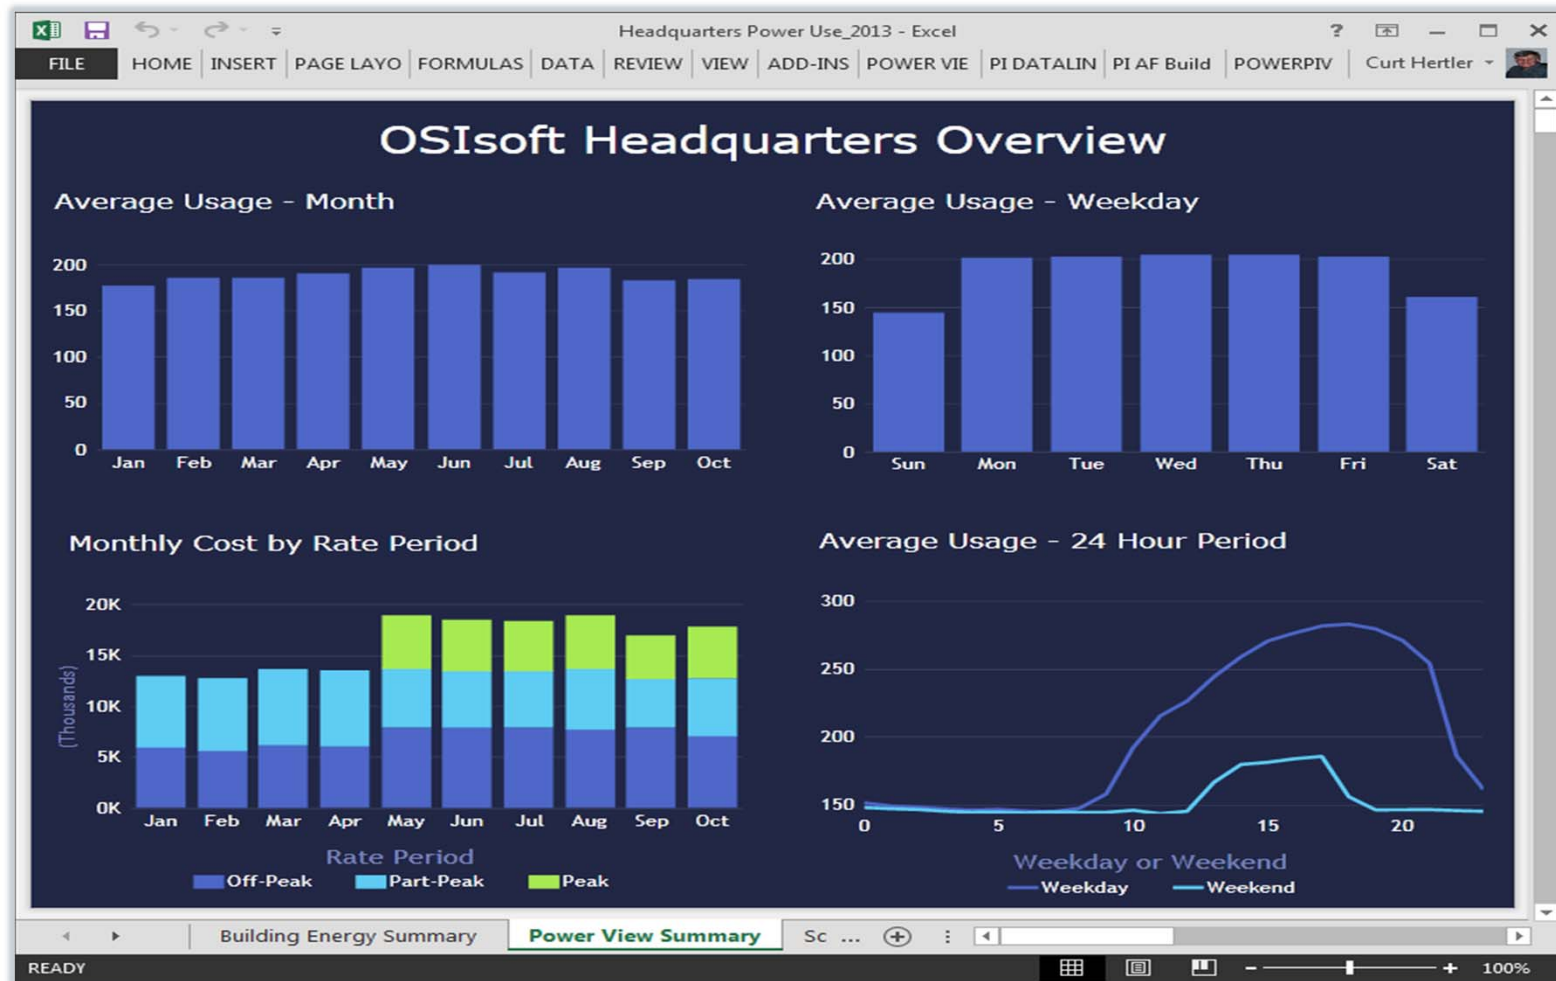 Headquarters Power Use_2013 - Excel
?
FILE HOME INSERT PAGE LAYO FORMULAS DATA REVIEW VIEW ADD-INS POWER VIE PI DATALIN PI AF Build POWERPIV Curt Hertler
OSIsoft Headquarters Overview
Average Usage - Month
200
150
100
50
0
Jan Feb Mar Apr May Jun Jul Aug Sep Oct
Average Usage - Weekday
200
150
100
50
0
Sun Mon Tue Wed Thu Fri Sat
Monthly Cost by Rate Period
(Thousands)
20K
15K
10K
5K
0K
Jan Feb Mar Apr May Jun Jul Aug Sep Oct
Rate Period
Off-Peak Part-Peak Peak
Average Usage - 24 Hour Period
300
250
200
150
0 5 10 15 20
Weekday or Weekend
Weekday Weekend
Building Energy Summary Power View Summary Sc ...
READY 100%